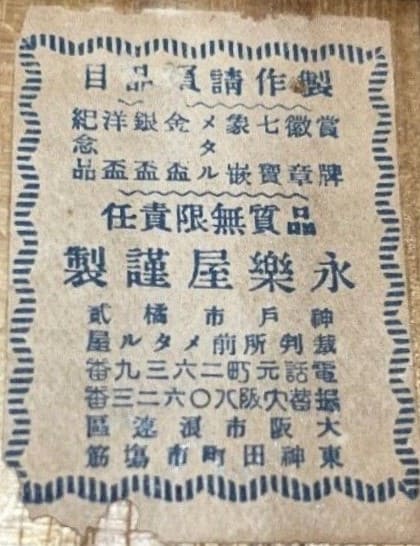 製作請負品目
賞牌
徽章
七寶
象嵌
メタル
金盃
銀盃
洋盃
紀念品
品質無限責任
永樂屋謹製
神戸市橘貳
裁判所前メタル屋
電話元町二六三九番
振替大阪八〇六二三番
大阪市浪速區
東神田町市塲筋